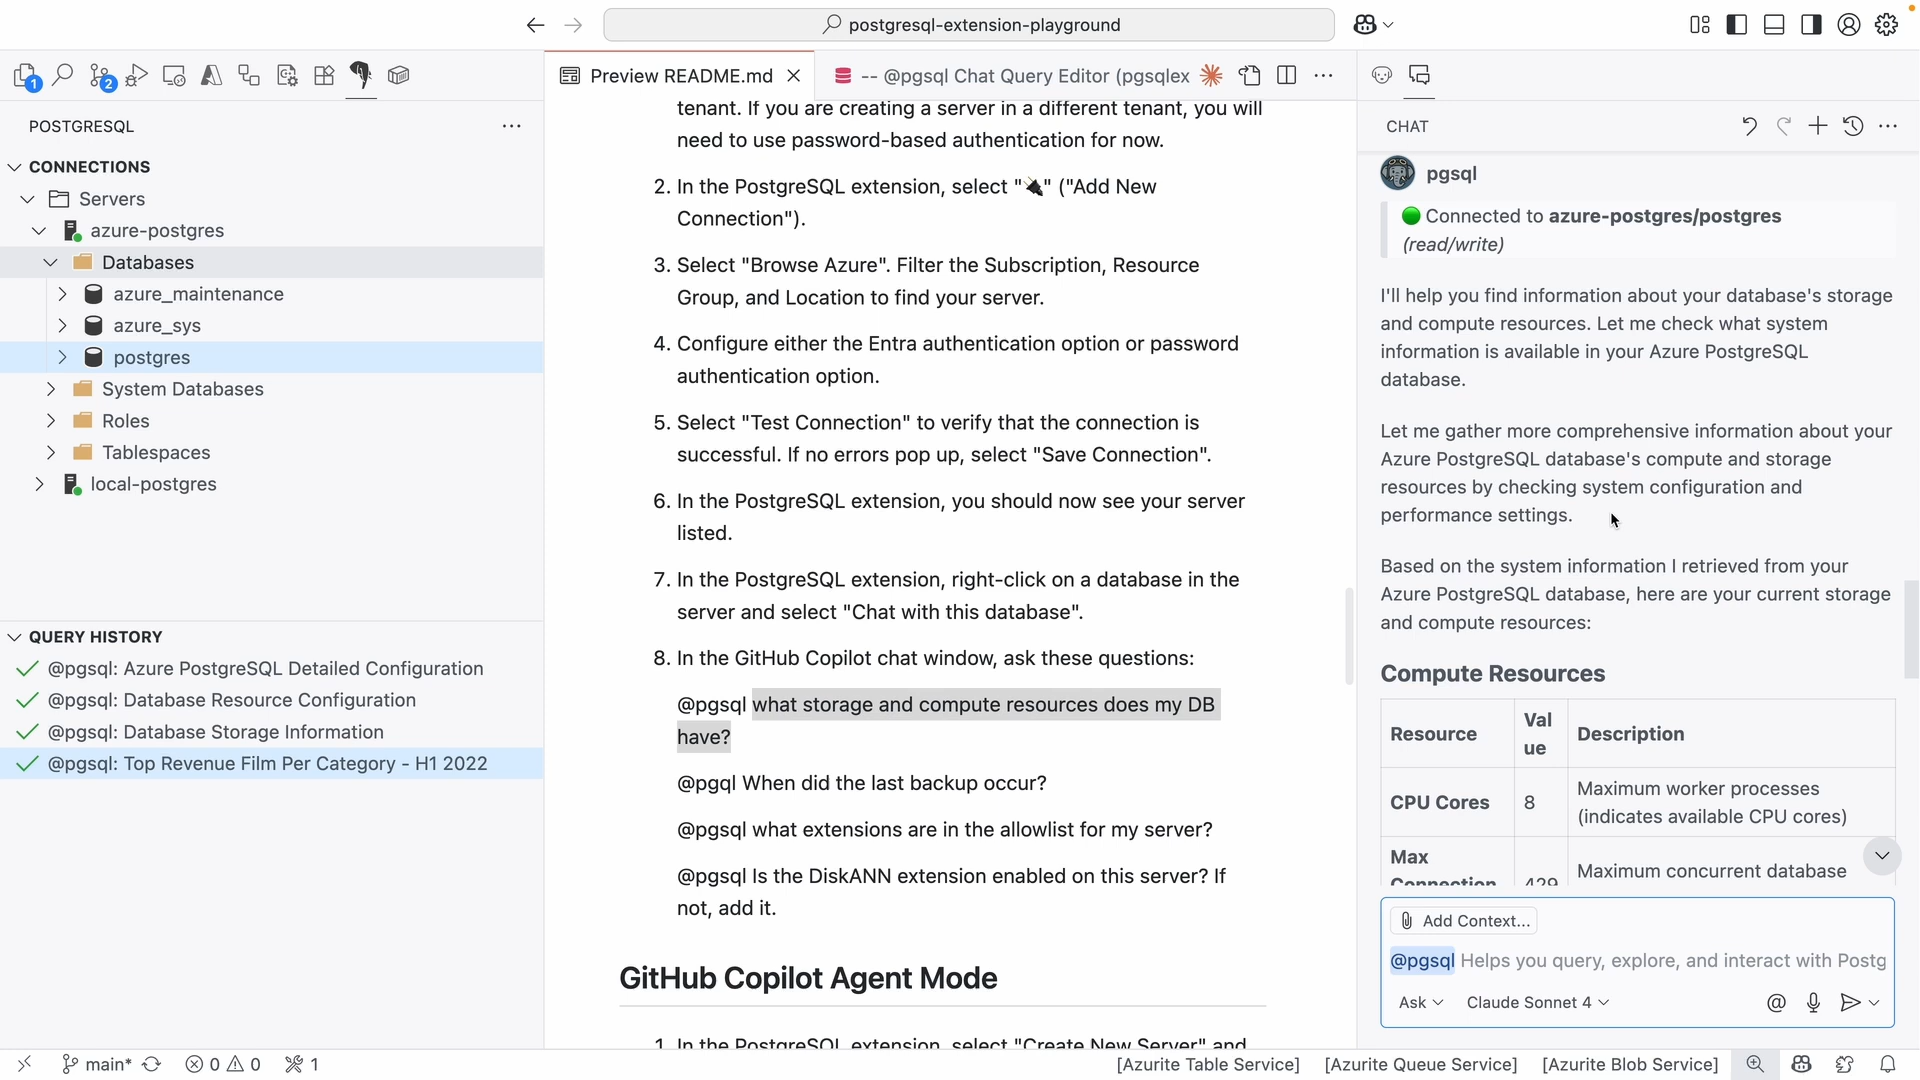 postgresql-extension-playground
1
2
Preview README.md
-- @pgsql Chat Query Editor (pgsqlex
POSTGRESQL
CONNECTIONS
Servers
azure-postgres
Databases
azure_maintenance
azure_sys
postgres
System Databases
Roles
Tablespaces
local-postgres
QUERY HISTORY
@pgsql: Azure PostgreSQL Detailed Configuration
@pgsql: Database Resource Configuration
@pgsql: Database Storage Information
@pgsql: Top Revenue Film Per Category - H1 2022
tenant. If you are creating a server in a different tenant, you will
need to use password-based authentication for now.
2. In the PostgreSQL extension, select "🔌" ("Add New
Connection").
3. Select "Browse Azure". Filter the Subscription, Resource
Group, and Location to find your server.
4. Configure either the Entra authentication option or password
authentication option.
5. Select "Test Connection" to verify that the connection is
successful. If no errors pop up, select "Save Connection".
6. In the PostgreSQL extension, you should now see your server
listed.
7. In the PostgreSQL extension, right-click on a database in the
server and select "Chat with this database".
8. In the GitHub Copilot chat window, ask these questions:
@pgsql what storage and compute resources does my DB
have?
@pgql When did the last backup occur?
@pgsql what extensions are in the allowlist for my server?
@pgsql Is the DiskANN extension enabled on this server? If
not, add it.
GitHub Copilot Agent Mode
1. In the PostgreSQL extension, select "Create New Server" and
CHAT
pgsql
Connected to azure-postgres/postgres
(read/write)
I'll help you find information about your database's storage
and compute resources. Let me check what system
information is available in your Azure PostgreSQL
database.
Let me gather more comprehensive information about your
Azure PostgreSQL database's compute and storage
resources by checking system configuration and
performance settings.
Based on the system information I retrieved from your
Azure PostgreSQL database, here are your current storage
and compute resources:
Compute Resources
Resource Val ue Description
CPU Cores 8 Maximum worker processes
(indicates available CPU cores)
Max
Connection 429 Maximum concurrent database
Add Context...
@pgsql Helps you query, explore, and interact with Postg
Ask Claude Sonnet 4
main* 0 0 1 [Azurite Table Service] [Azurite Queue Service] [Azurite Blob Service]